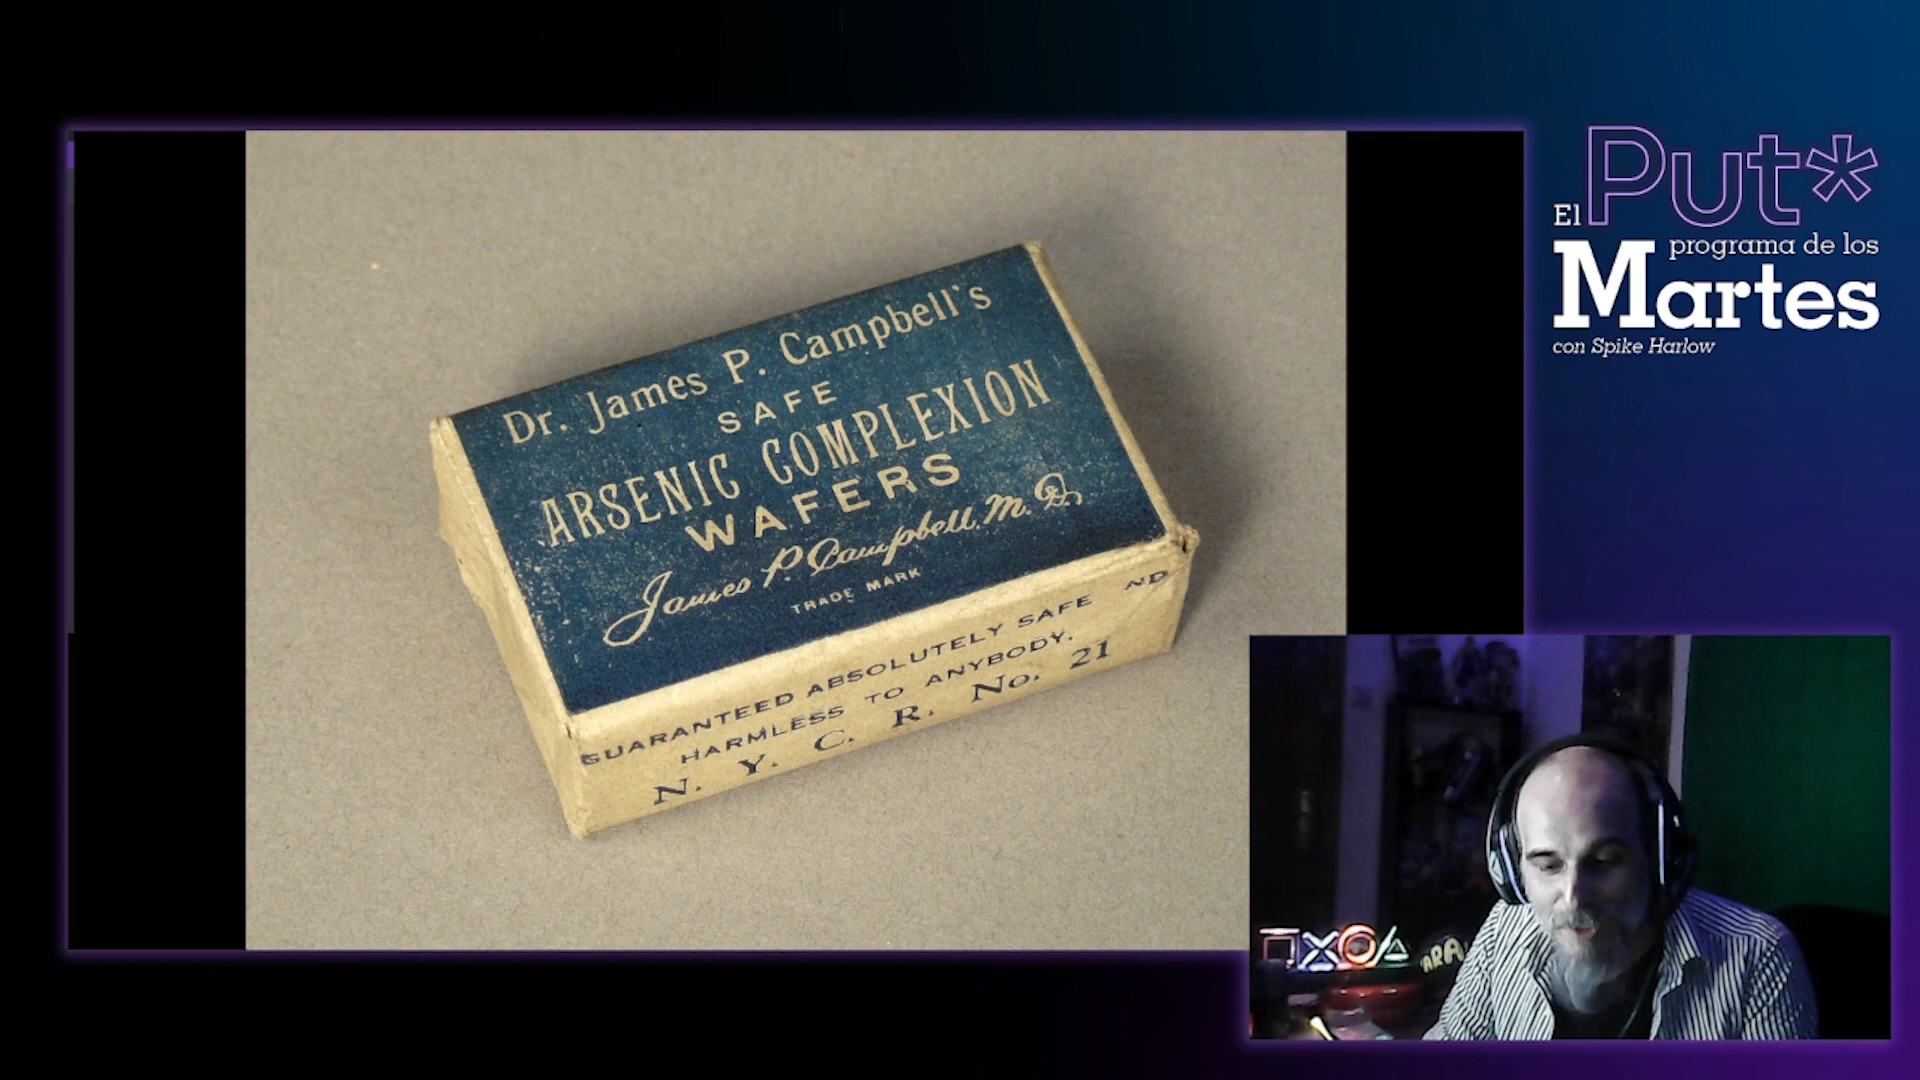 Dr. James P. Campbell's
SAFE
ARSENIC COMPLEXION
WAFERS
James P. Campbell, M. D.
TRADE MARK
GUARANTEED ABSOLUTELY SAFE ND
HARMLESS TO ANYBODY.
N. Y. C. R. No. 21
El Put*
programa de los
Martes
con Spike Harlow